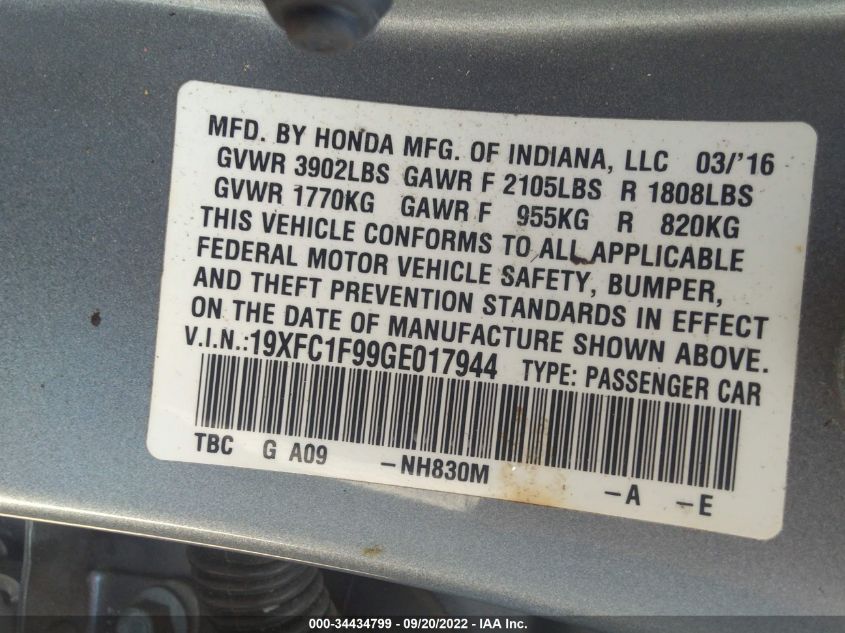 MFD. BY HONDA MFG. OF INDIANA, LLC 03/'16
GVWR 3902LBS GAWR F 2105LBS R 1808LBS
GVWR 1770KG GAWR F 955KG R 820KG
THIS VEHICLE CONFORMS TO ALL APPLICABLE
FEDERAL MOTOR VEHICLE SAFETY, BUMPER,
AND THEFT PREVENTION STANDARDS IN EFFECT
ON THE DATE OF MANUFACTURE SHOWN ABOVE.
V.I.N.:19XFC1F99GE017944 TYPE: PASSENGER CAR
TBC G A09 -NH830M -A -E
000-34434799 - 09/20/2022 - IAA Inc.